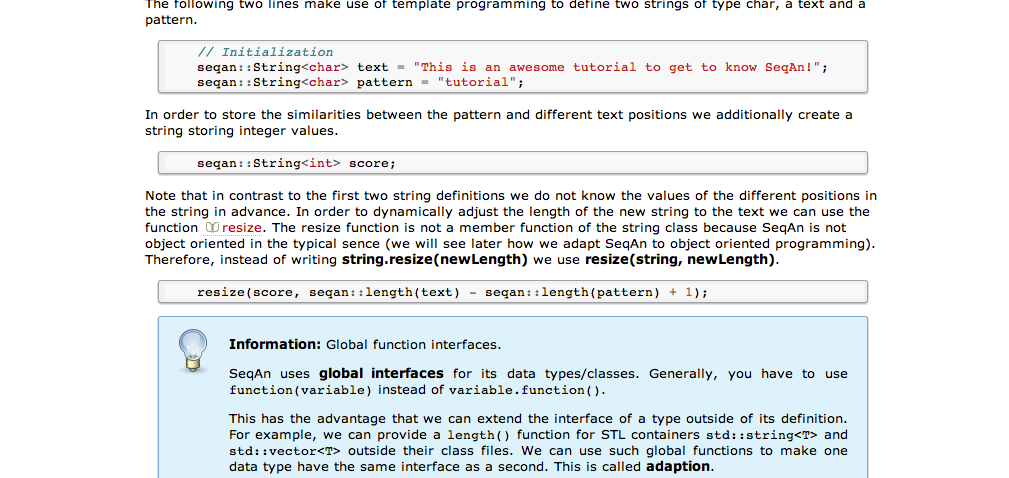 The following two lines make use of template programming to define two strings of type char, a text and a
pattern.
// Initialization
seqan::String<char> text = "This is an awesome tutorial to get to know SeqAn!";
seqan::String<char> pattern = "tutorial";
In order to store the similarities between the pattern and different text positions we additionally create a
string storing integer values.
seqan::String<int> score;
Note that in contrast to the first two string definitions we do not know the values of the different positions in
the string in advance. In order to dynamically adjust the length of the new string to the text we can use the
function resize. The resize function is not a member function of the string class because SeqAn is not
object oriented in the typical sence (we will see later how we adapt SeqAn to object oriented programming).
Therefore, instead of writing string.resize(newLength) we use resize(string, newLength).
resize(score, seqan::length(text) - seqan::length(pattern) + 1);
Information: Global function interfaces.
SeqAn uses global interfaces for its data types/classes. Generally, you have to use
function(variable) instead of variable.function().
This has the advantage that we can extend the interface of a type outside of its definition.
For example, we can provide a length() function for STL containers std::string<T> and
std::vector<T> outside their class files. We can use such global functions to make one
data type have the same interface as a second. This is called adaption.